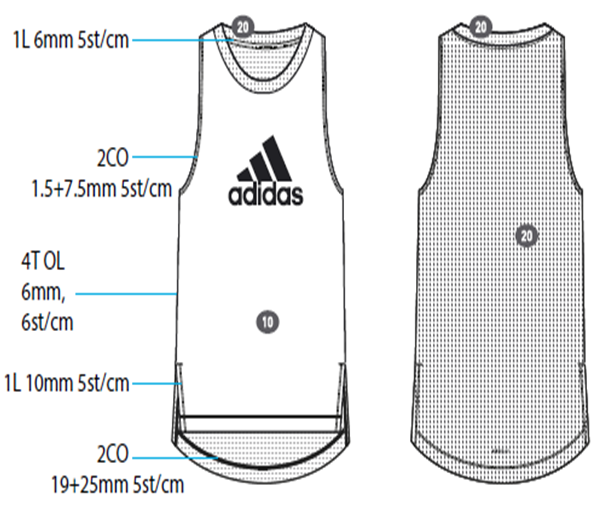 20
1L 6mm 5st/cm
2CO
1.5+7.5mm 5st/cm
adidas
4T OL
6mm,
6st/cm
10
1L 10mm 5st/cm
2CO
19+25mm 5st/cm
20
20